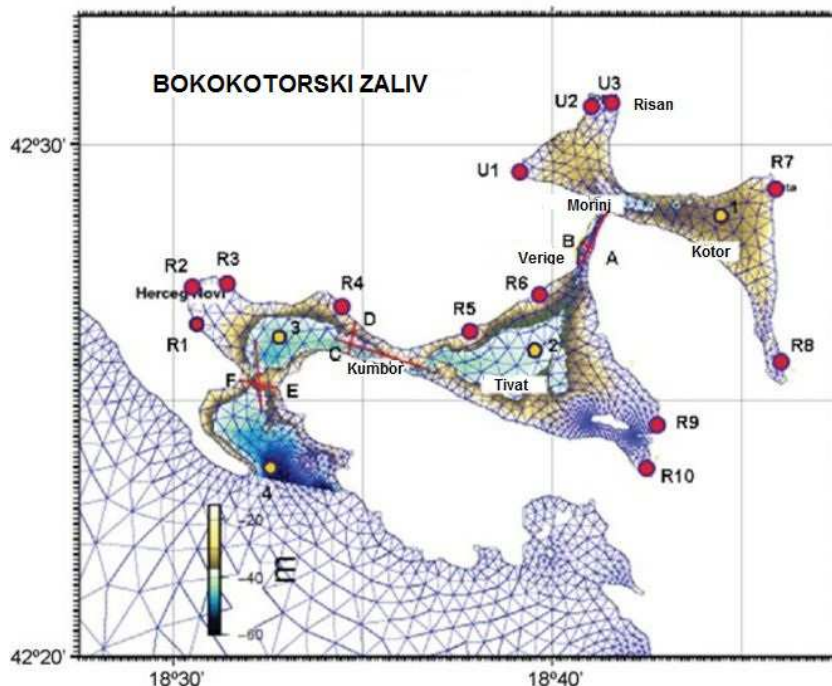 BOKOKOTORSKI ZALIV
U3
U2
Risan
42°30'
U1
R7
Morinj
1
B
Verige
A
Kotor
R2
R3
R4
R6
Herceg Novi
R5
D
R1
3
C
2
R8
Kumbor
Tivat
F
E
R9
4
R10
-20
-40
m
-60
42°20'
18°30'
18°40'